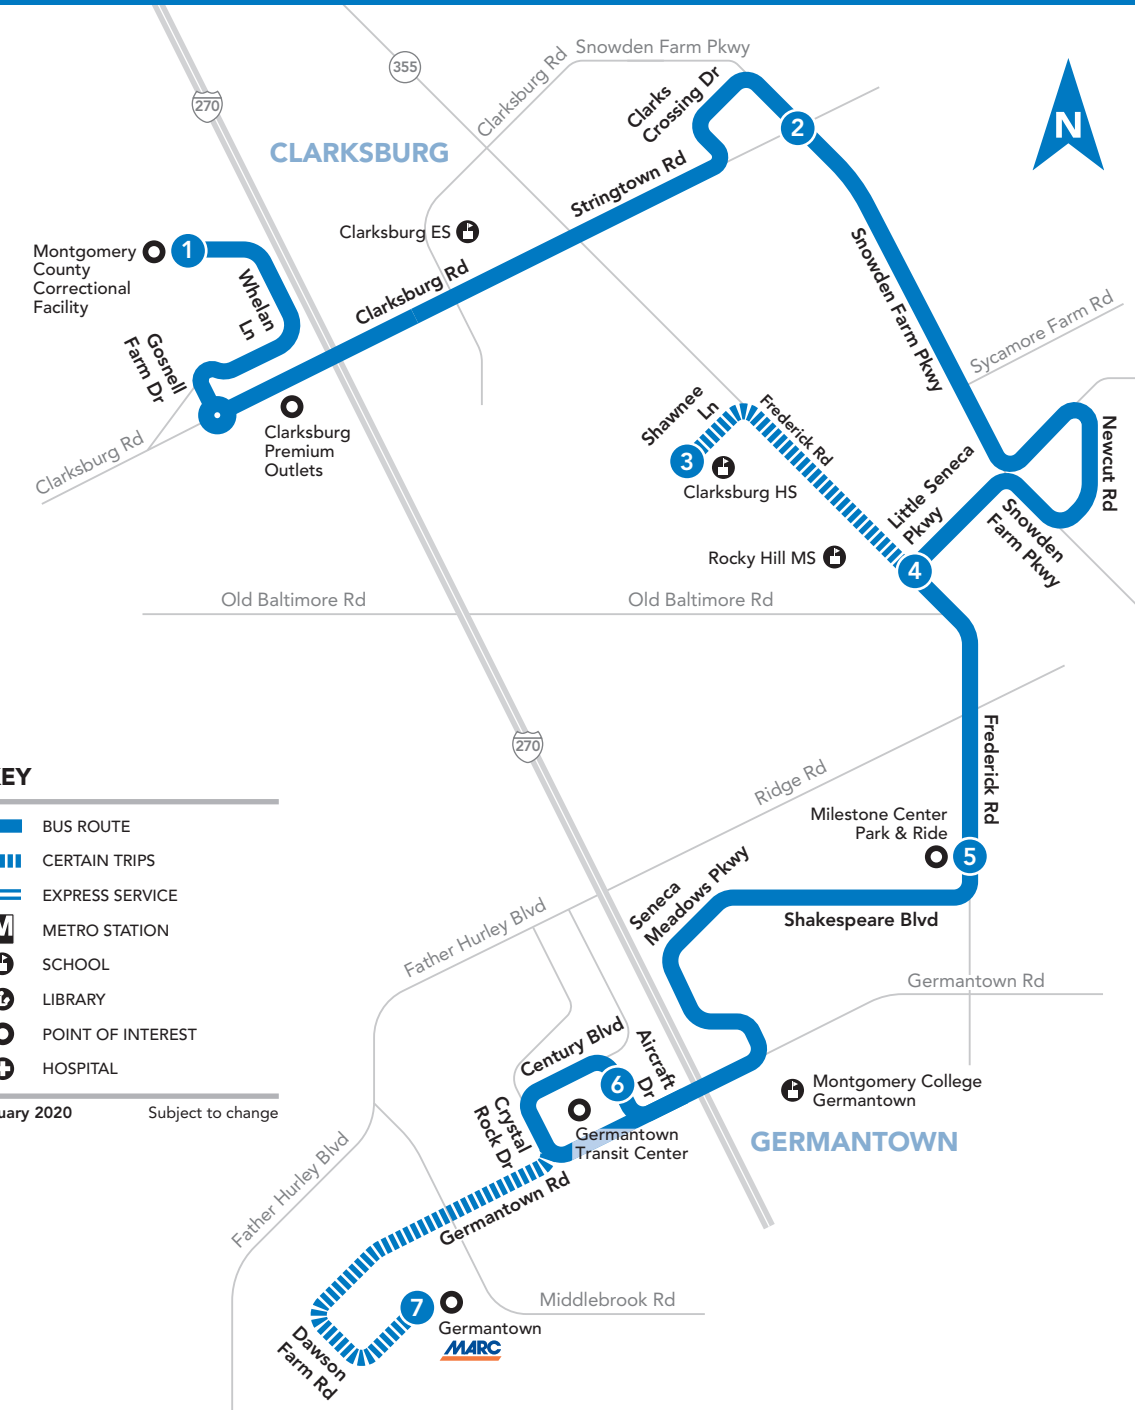 Snowden Farm Pkwy
355
Clarksburg Rd
270
Clarks
Crossing Dr
2
N
CLARKSBURG
Stringtown Rd
Clarksburg ES
1
Montgomery
County
Correctional
Facility
Whelan
Ln
Clarksburg Rd
Snowden Farm Pkwy
Sycamore Farm Rd
Gosnell
Farm Dr
Clarksburg
Premium
Outlets
Clarksburg Rd
Shawnee
Ln
Frederick Rd
3
Clarksburg HS
Little Seneca
Pkwy
Newcut Rd
Snowden
Farm Pkwy
Rocky Hill MS
4
Old Baltimore Rd
Old Baltimore Rd
270
Frederick Rd
Ridge Rd
Milestone Center
Park & Ride
5
KEY
BUS ROUTE
CERTAIN TRIPS
EXPRESS SERVICE
M
METRO STATION
SCHOOL
LIBRARY
POINT OF INTEREST
HOSPITAL
uary 2020
Subject to change
Seneca
Meadows Pkwy
Shakespeare Blvd
Father Hurley Blvd
Germantown Rd
Century Blvd
Aircraft
Dr
6
Crystal
Rock Dr
Germantown
Transit Center
Montgomery College
Germantown
GERMANTOWN
Father Hurley Blvd
Germantown Rd
7
Germantown
MARC
Middlebrook Rd
Dawson
Farm Rd